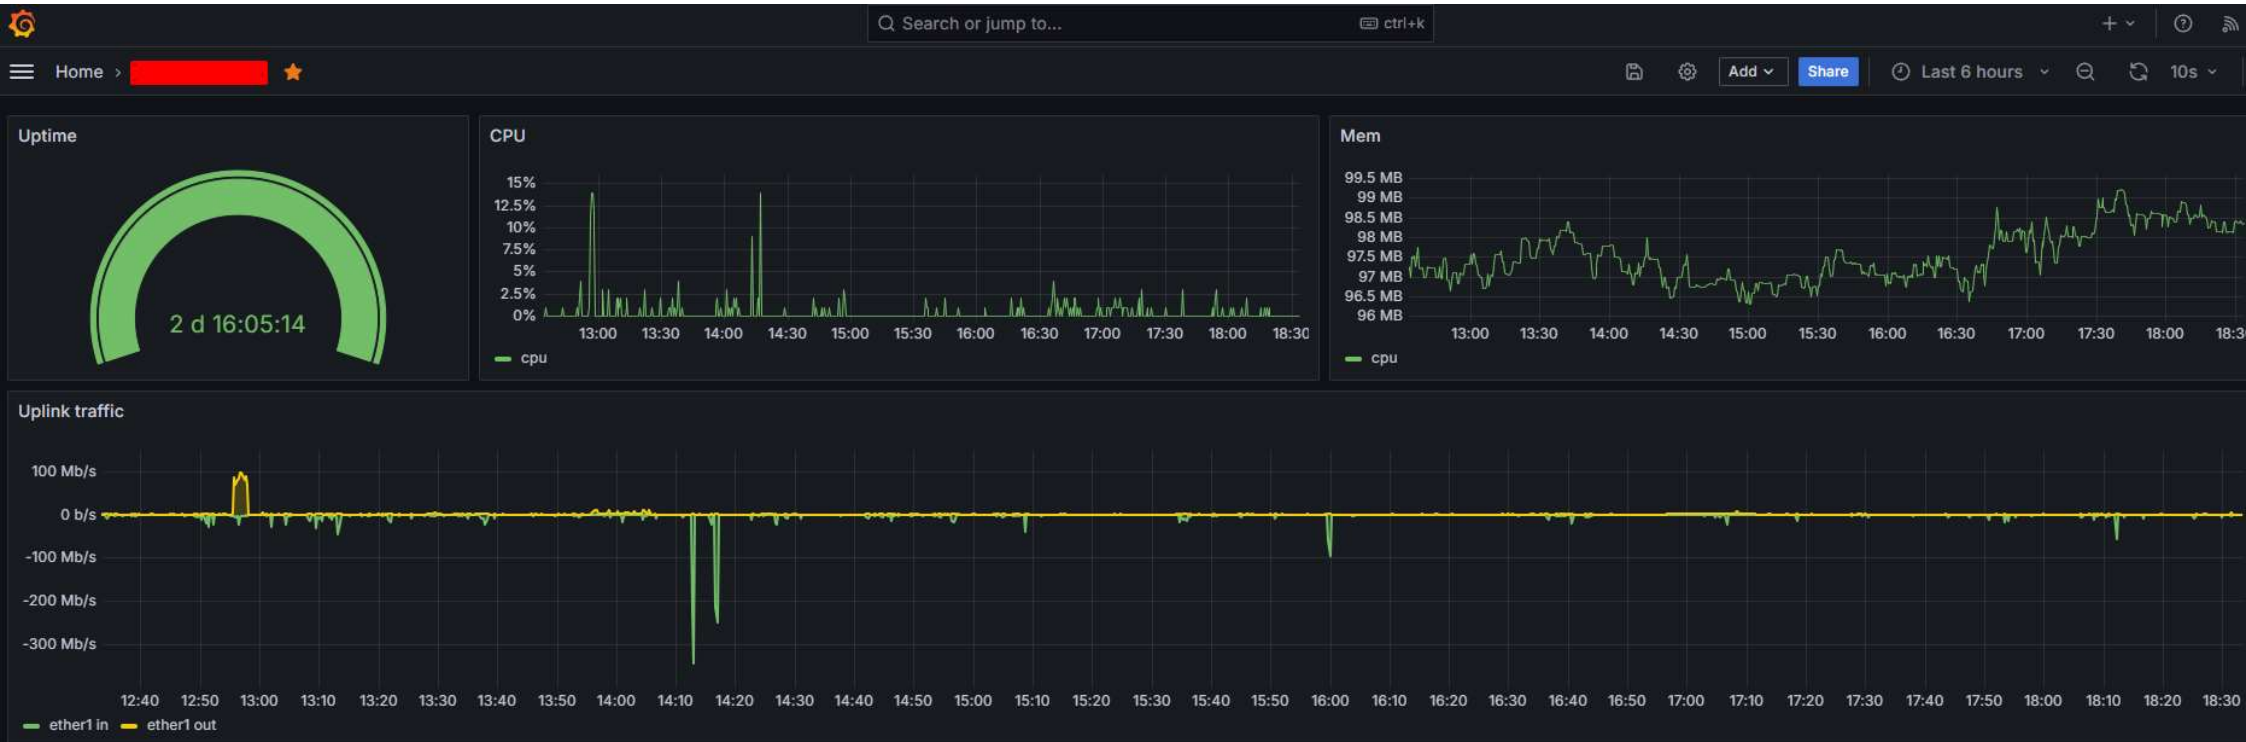 Search or jump to... ctrl+k
Home › Add Share Last 6 hours 10s
Uptime
2 d 16:05:14
CPU
15%
12.5%
10%
7.5%
5%
2.5%
0%
13:00 13:30 14:00 14:30 15:00 15:30 16:00 16:30 17:00 17:30 18:00 18:30
cpu
Mem
99.5 MB
99 MB
98.5 MB
98 MB
97.5 MB
97 MB
96.5 MB
96 MB
13:00 13:30 14:00 14:30 15:00 15:30 16:00 16:30 17:00 17:30 18:00 18:3
cpu
Uplink traffic
100 Mb/s
0 b/s
-100 Mb/s
-200 Mb/s
-300 Mb/s
12:40 12:50 13:00 13:10 13:20 13:30 13:40 13:50 14:00 14:10 14:20 14:30 14:40 14:50 15:00 15:10 15:20 15:30 15:40 15:50 16:00 16:10 16:20 16:30 16:40 16:50 17:00 17:10 17:20 17:30 17:40 17:50 18:00 18:10 18:20 18:30
ether1 in ether1 out